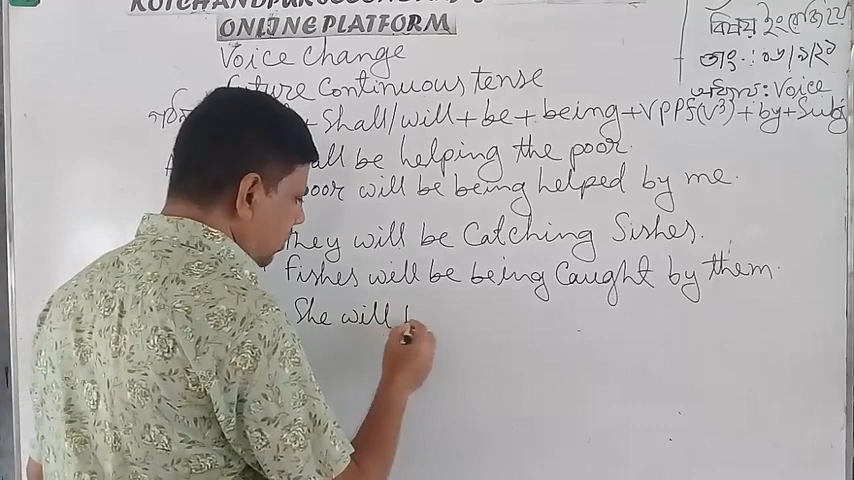 ONLINE PLATFORM
Voice change
future continuous tense
+ shall/will + be + being + VPPf(V³) + by + Subj
be helping the poor.
poor will be being helped by me.
They will be catching Sishes.
fishes will be being caught by them.
She will
বিষয় ইংরেজি ২য়
তাং:
অধ্যায়: Voice